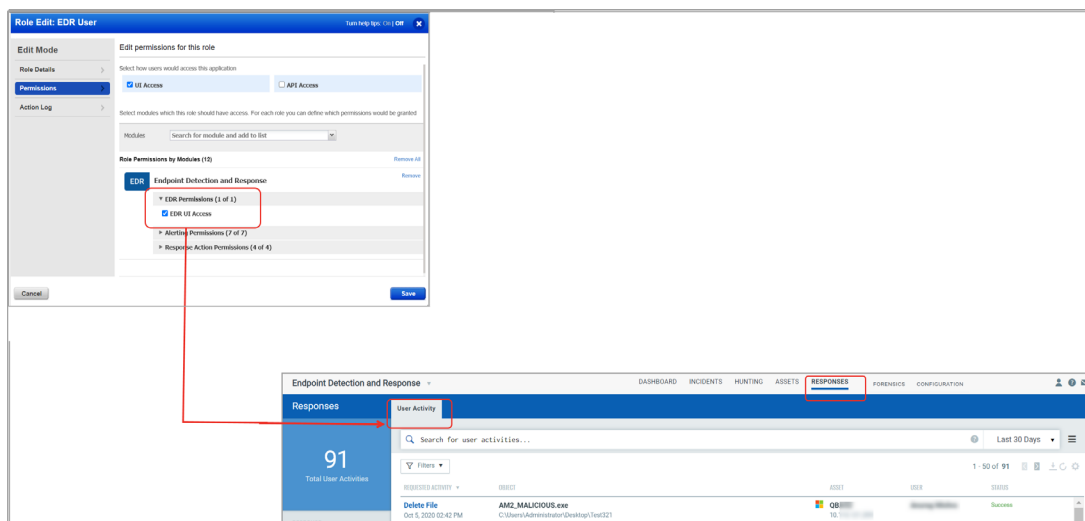 Role Edit: EDR User
Turn help tips: On | Off
Edit Mode
Role Details
Permissions
Action Log
Edit permissions for this role
Select how users would access this application
UI Access
API Access
Select modules which this role should have access. For each role you can define which permissions would be granted
Modules
Search for module and add to list
Role Permissions by Modules (12)
Remove All
EDR
Endpoint Detection and Response
Remove
EDR Permissions (1 of 1)
EDR UI Access
Alerting Permissions (7 of 7)
Response Action Permissions (4 of 4)
Cancel
Save
Endpoint Detection and Response
DASHBOARD INCIDENTS HUNTING ASSETS RESPONSES FORENSICS CONFIGURATION
Responses
User Activity
Search for user activities...
Last 30 Days
91
Total User Activities
Filters
1 - 50 of 91
REQUESTED ACTIVITY OBJECT ASSET USER STATUS
Delete File AM2_MALICIOUS.exe QB Success
Oct 5, 2020 02:42 PM C:\Users\Administrator\Desktop\Test321 10.